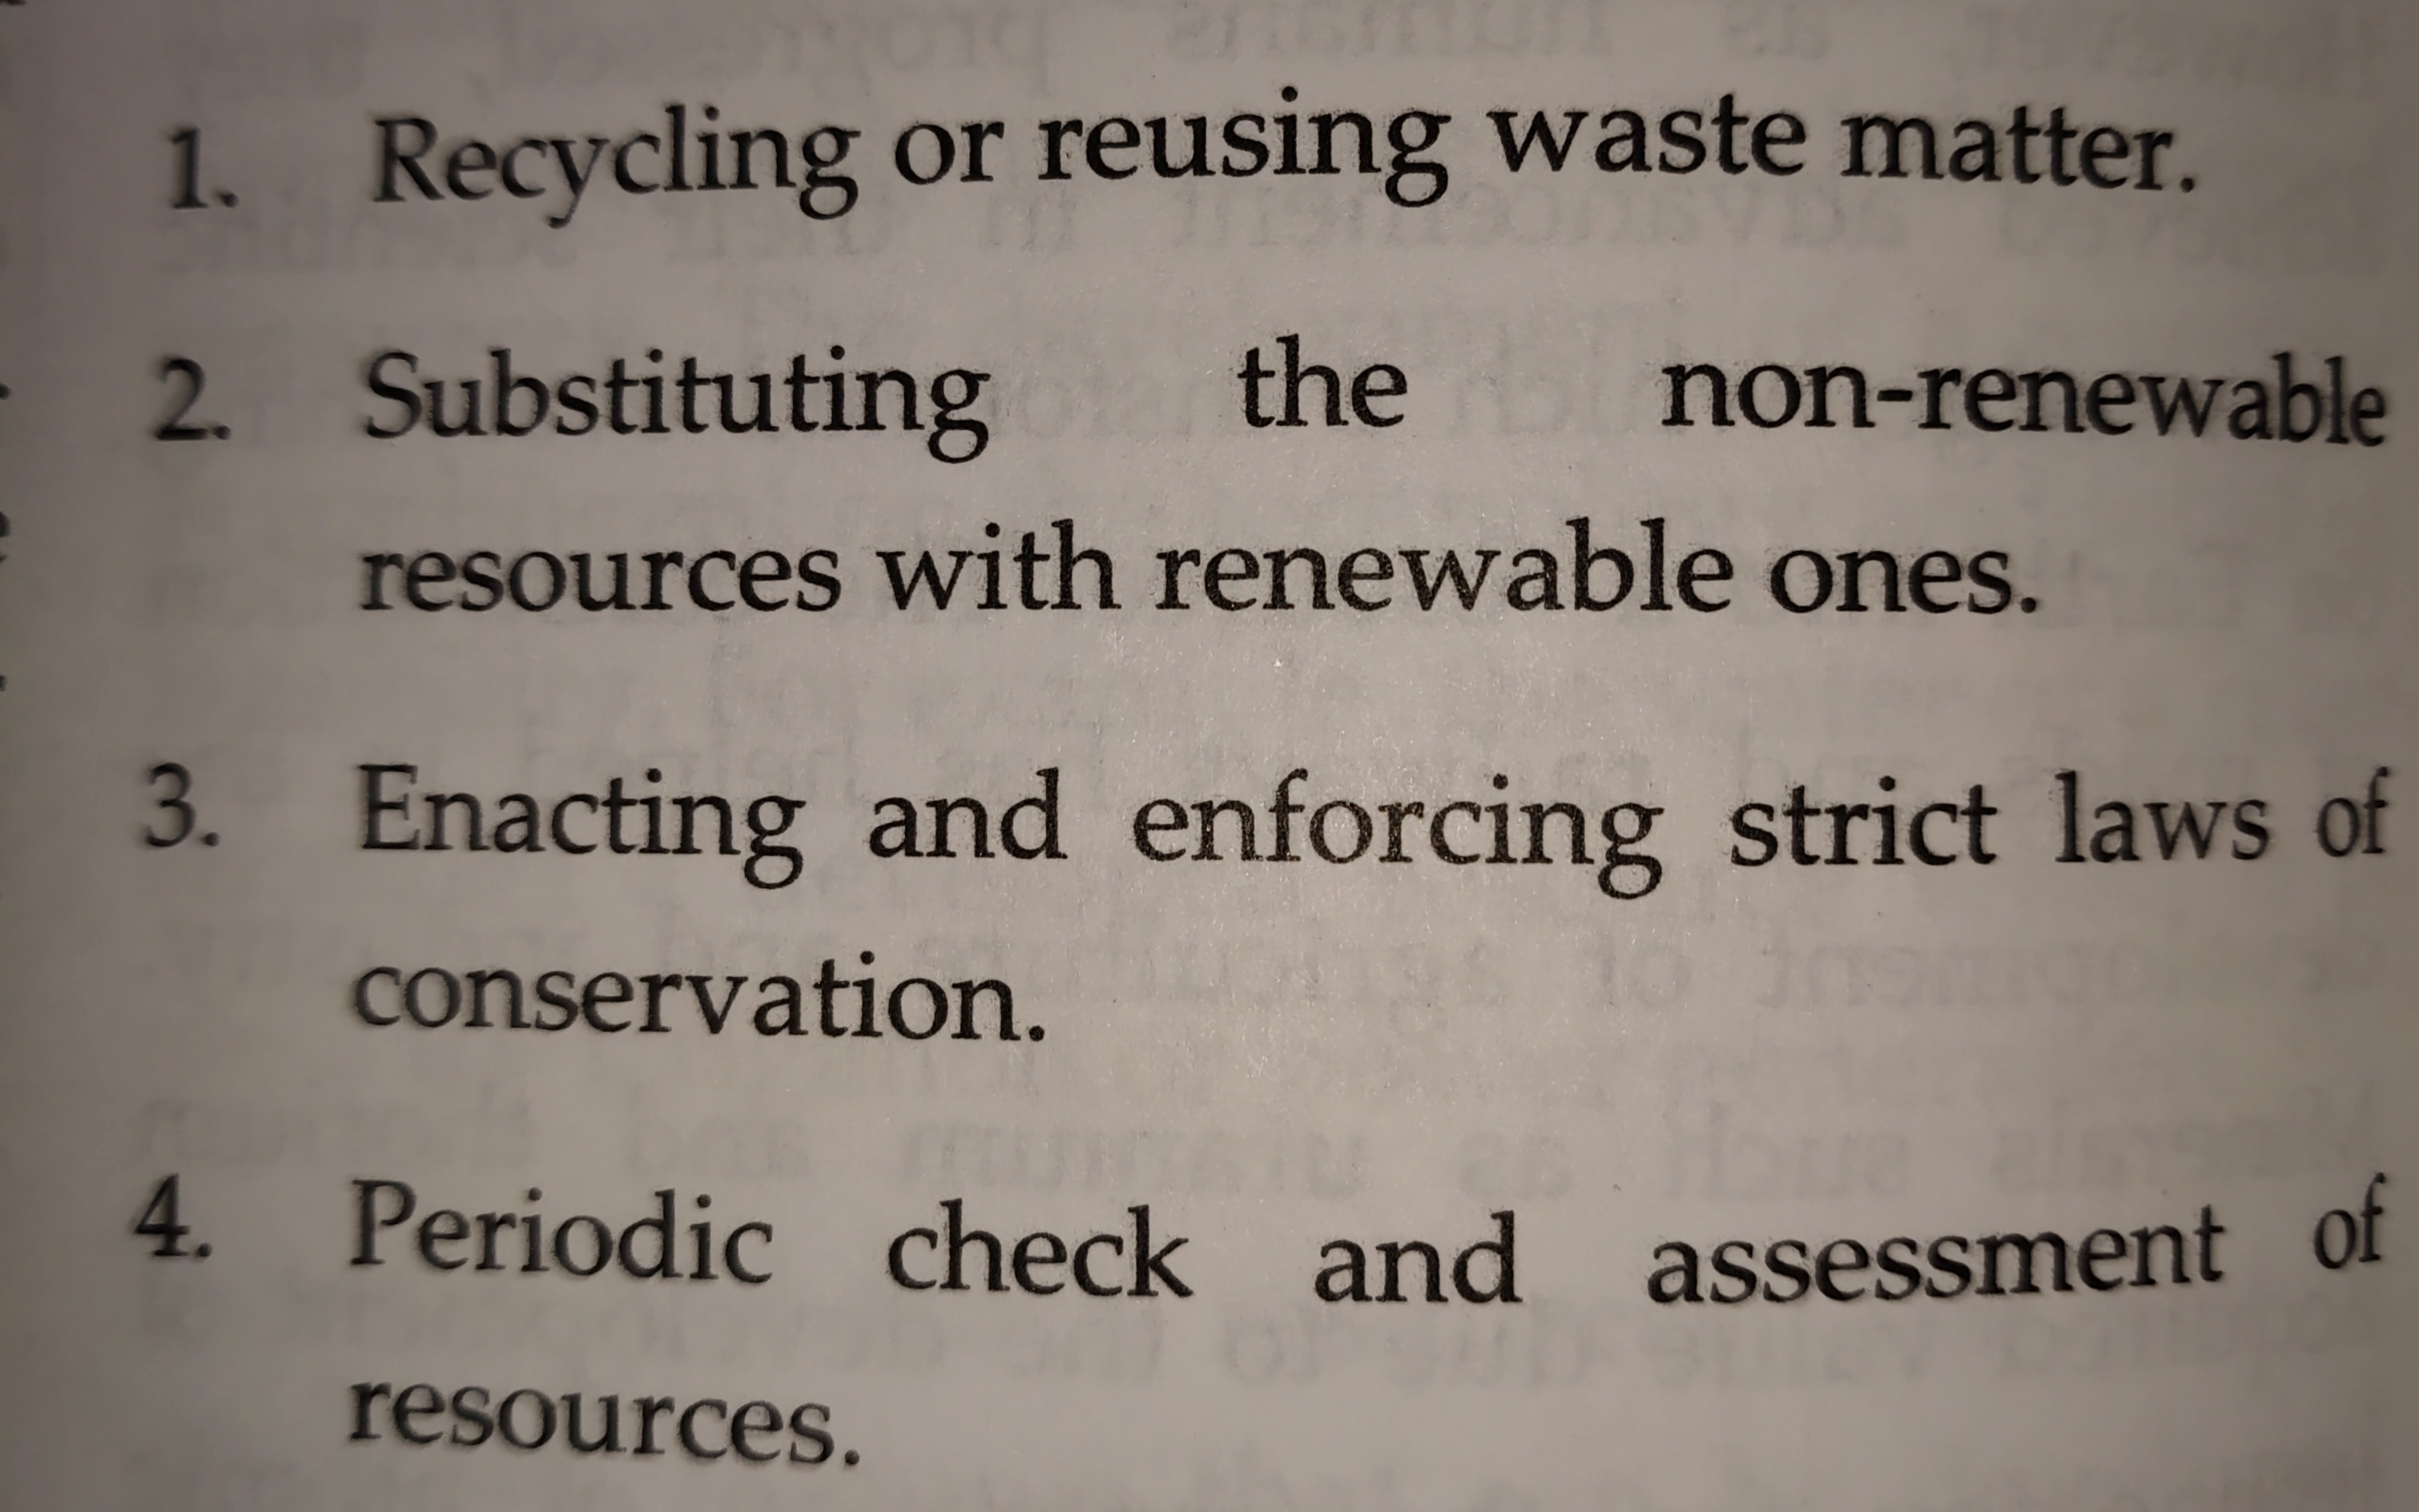 1. Recycling or reusing waste matter.
2. Substituting the non-renewable
resources with renewable ones.
3. Enacting and enforcing strict laws of
conservation.
4. Periodic check and assessment of
resources.